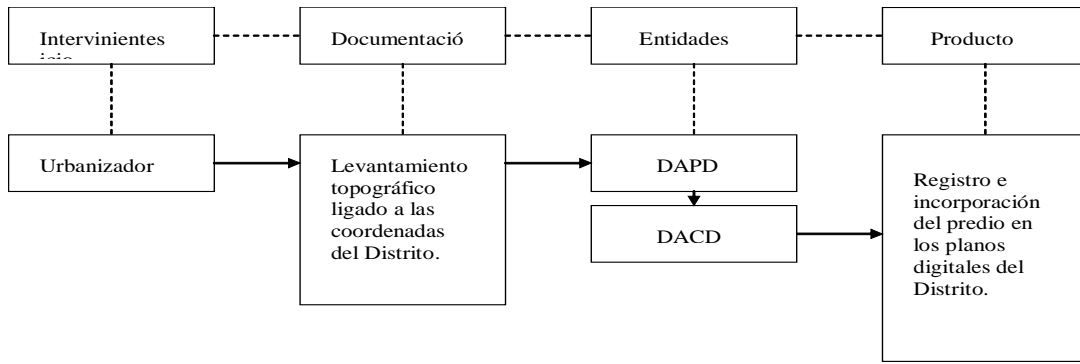 Intervinientes
Documentació
Entidades
Producto
Urbanizador
Levantamiento
topográfico
ligado a las
coordenadas
del Distrito.
DAPD
DACD
Registro e
incorporación
del predio en
los planos
digitales del
Distrito.